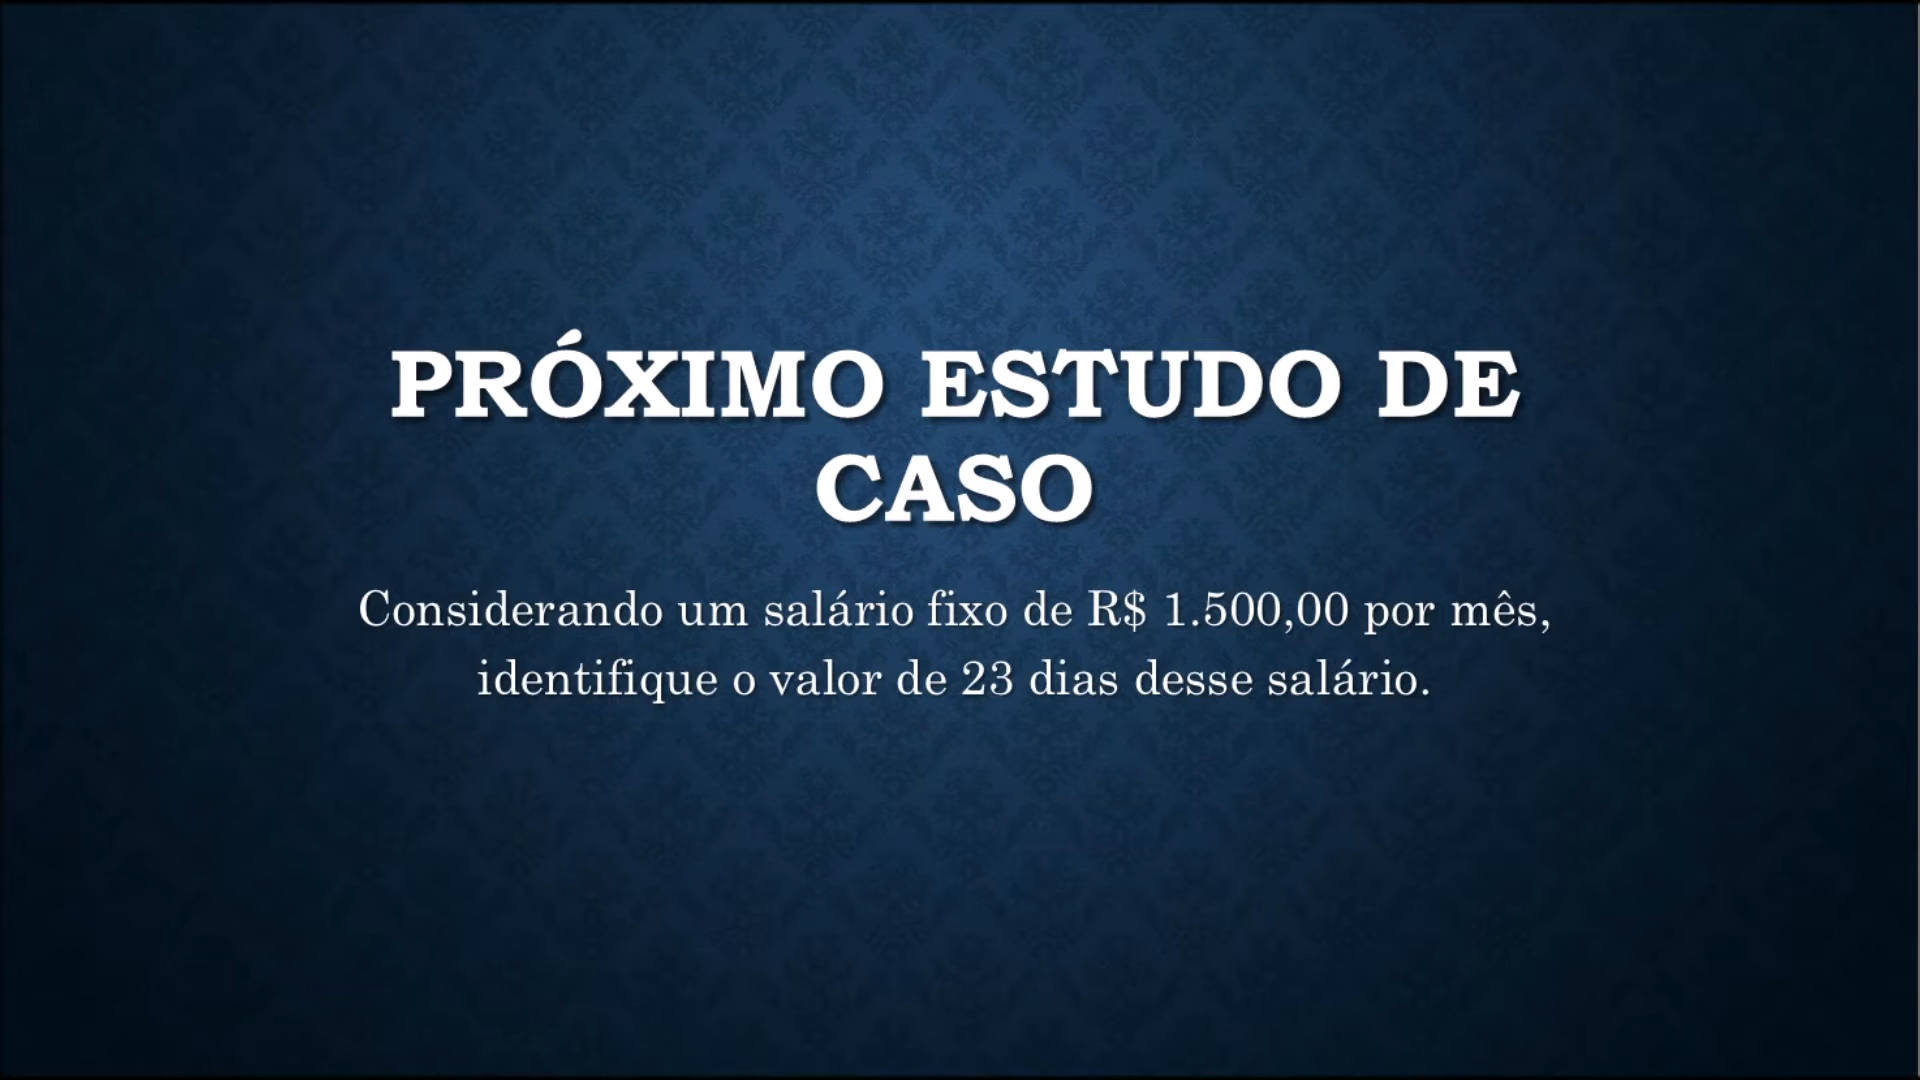 PRÓXIMO ESTUDO DE
CASO
Considerando um salário fixo de R$ 1.500,00 por mês,
identifique o valor de 23 dias desse salário.